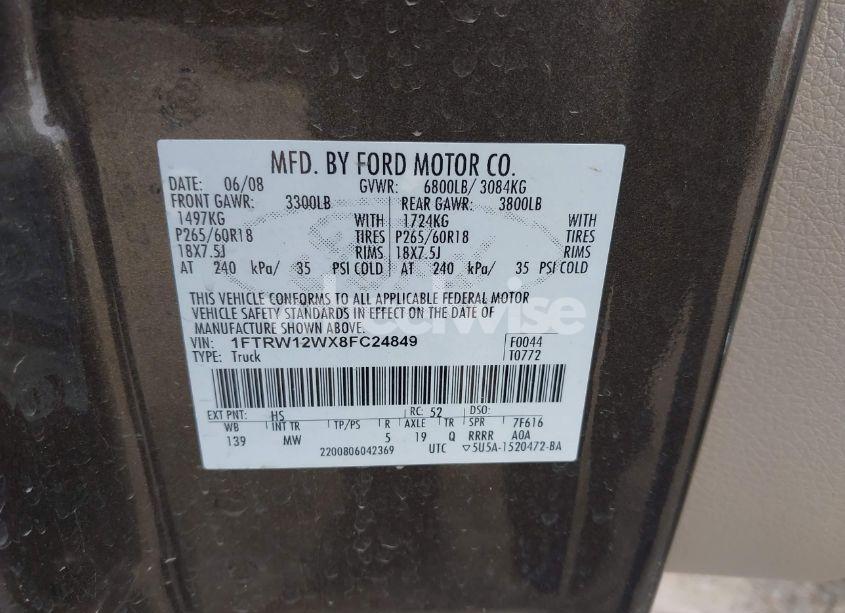 MFD. BY FORD MOTOR CO.
DATE: 06/08 GVWR: 6800LB/ 3084KG
FRONT GAWR: 3300LB REAR GAWR: 3800LB
1497KG WITH 1724KG WITH
P265/60R18 TIRES P265/60R18 TIRES
18X7.5J RIMS 18X7.5J RIMS
AT 240 kPa/ 35 PSI COLD AT 240 kPa/ 35 PSI COLD
THIS VEHICLE CONFORMS TO ALL APPLICABLE FEDERAL MOTOR
VEHICLE SAFETY STANDARDS IN EFFECT ON THE DATE OF
MANUFACTURE SHOWN ABOVE.
VIN: 1FTRW12WX8FC24849 F0044
TYPE: Truck T0772
EXT PNT: HS RC: 52 DSO:
WB INT TR TP/PS R AXLE TR SPR 7F616
139 MW 5 19 Q RRRR AOA
2200806042369 UTC ▽5U5A-1520472-BA